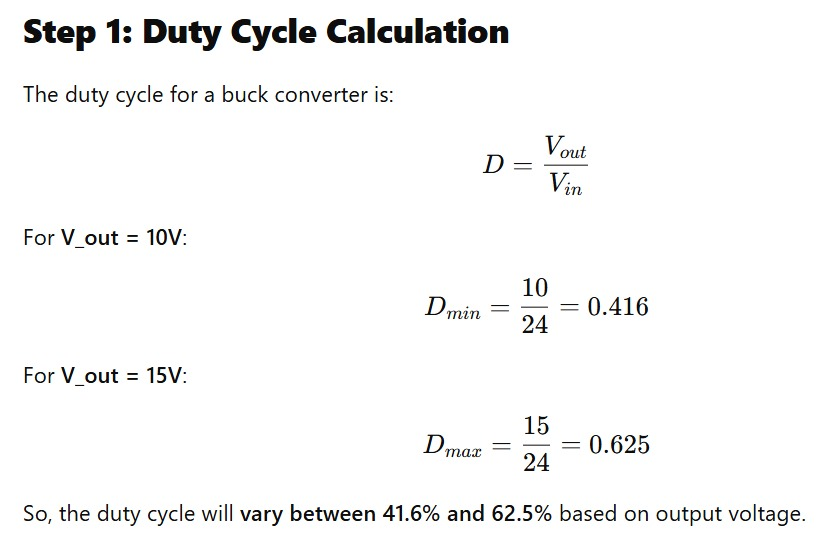 Step 1: Duty Cycle Calculation
The duty cycle for a buck converter is:
D = \frac{V_{out}}{V_{in}}
For V_out = 10V:
D_{min} = \frac{10}{24} = 0.416
For V_out = 15V:
D_{max} = \frac{15}{24} = 0.625
So, the duty cycle will vary between 41.6% and 62.5% based on output voltage.